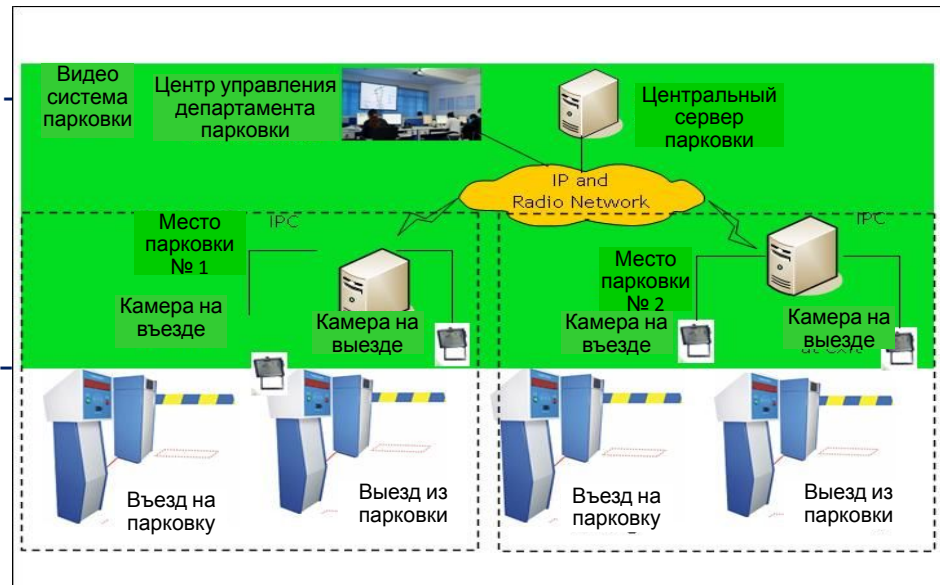 Видео
система
парковки
Центр управления
департамента
парковки
Центральный
сервер
парковки
IP and
Radio Network
IPC
Место
парковки
№ 1
Камера на
въезде
Камера на
выезде
IPC
Место
парковки
№ 2
Камера на
въезде
Камера на
выезде
Въезд на
парковку
Выезд из
парковки
Въезд на
парковку
Выезд из
парковки